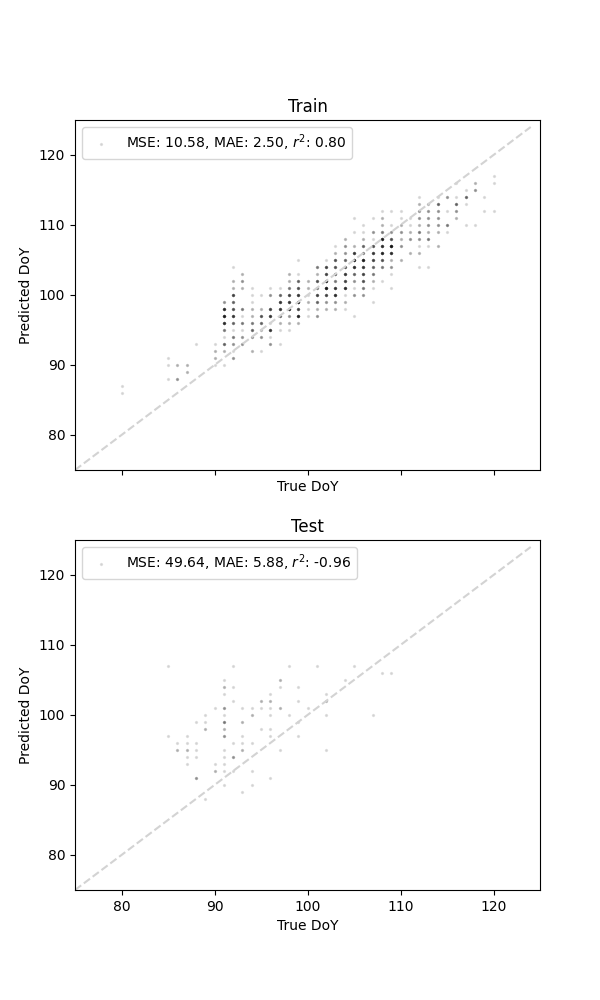 Train
MSE: 10.58, MAE: 2.50, r²: 0.80
120
110
100
90
80
Predicted DoY
True DoY
Test
MSE: 49.64, MAE: 5.88, r²: -0.96
120
110
100
90
80
Predicted DoY
80 90 100 110 120
True DoY